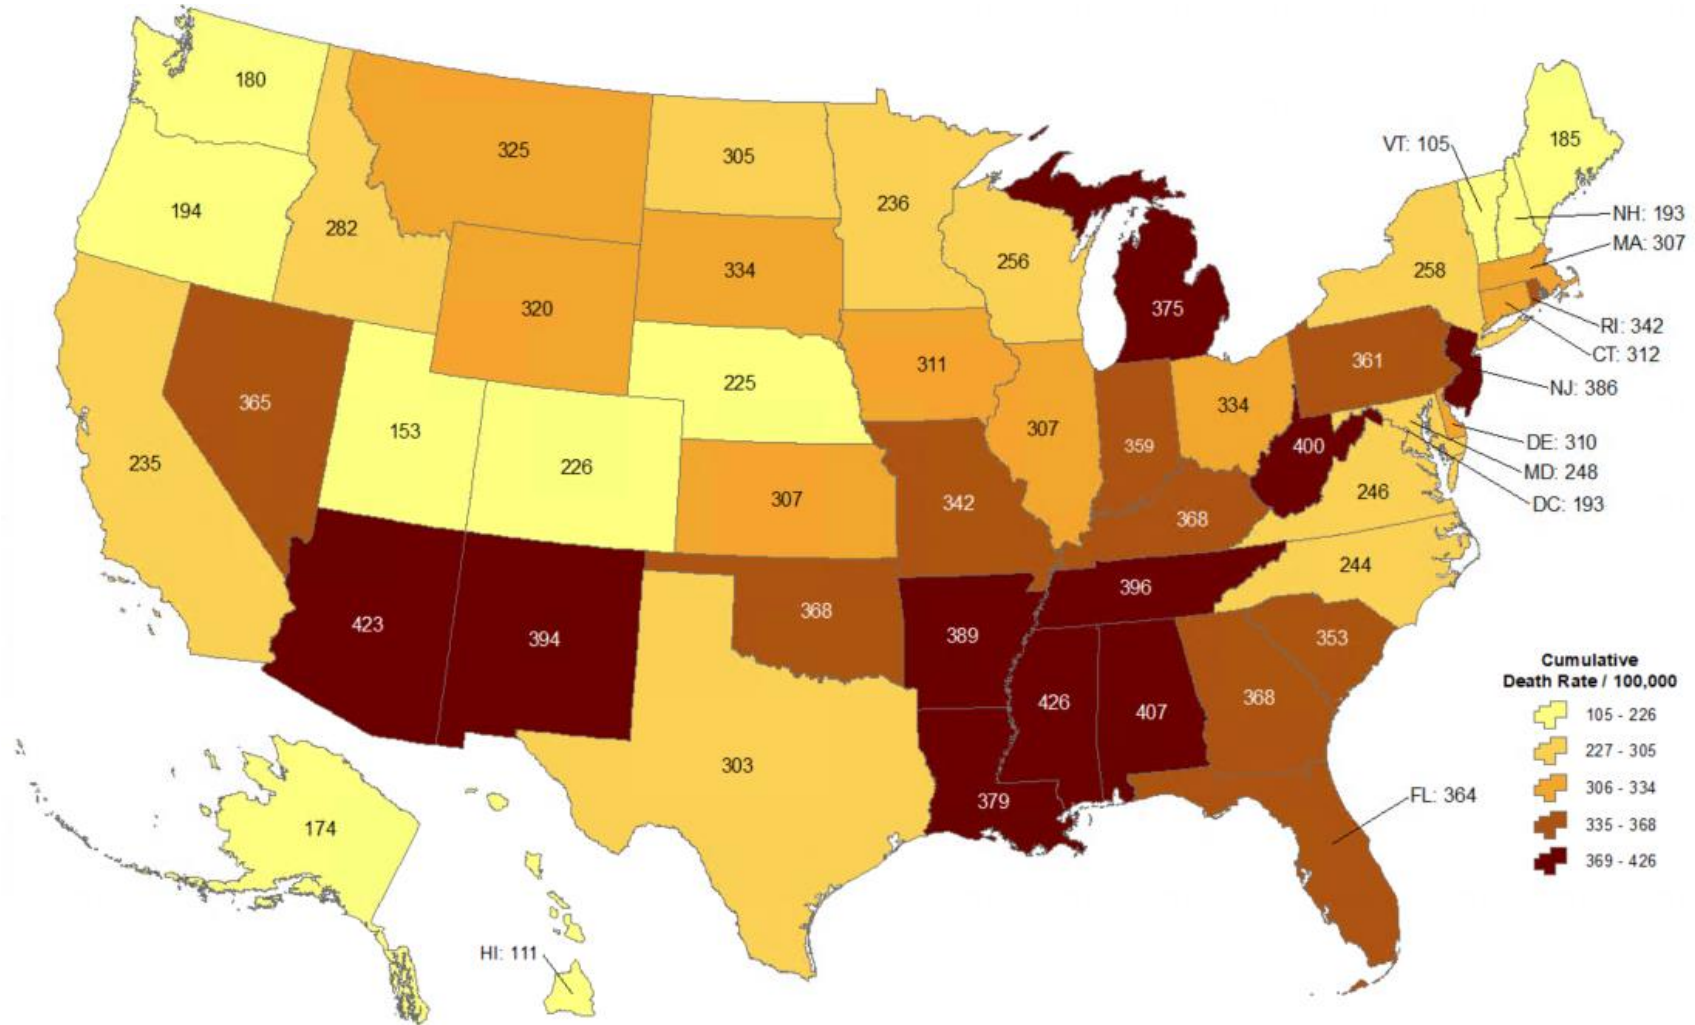 180
325
305
185
VT: 105
194
236
NH: 193
282
MA: 307
256
334
258
320
375
RI: 342
CT: 312
361
311
225
NJ: 386
365
334
153
307
DE: 310
359
400
235
226
MD: 248
307
246
342
DC: 193
368
244
396
368
423
394
389
353
Cumulative
Death Rate / 100,000
368
426
407
105 - 226
227 - 305
303
306 - 334
379
FL: 364
335 - 368
174
369 - 426
HI: 111